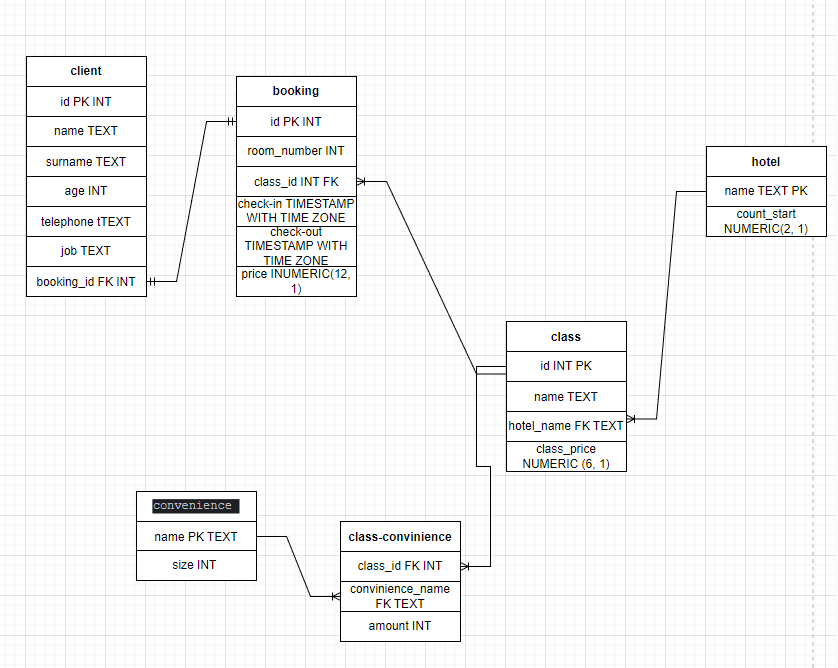 client
id PK INT
name TEXT
surname TEXT
age INT
telephone tTEXT
job TEXT
booking_id FK INT
booking
id PK INT
room_number INT
class_id INT FK
check-in TIMESTAMP
WITH TIME ZONE
check-out
TIMESTAMP WITH
TIME ZONE
price INUMERIC(12,
1)
hotel
name TEXT PK
count_start
NUMERIC(2, 1)
class
id INT PK
name TEXT
hotel_name FK TEXT
class_price
NUMERIC (6, 1)
convenience
name PK TEXT
size INT
class-convinience
class_id FK INT
convinience_name
FK TEXT
amount INT